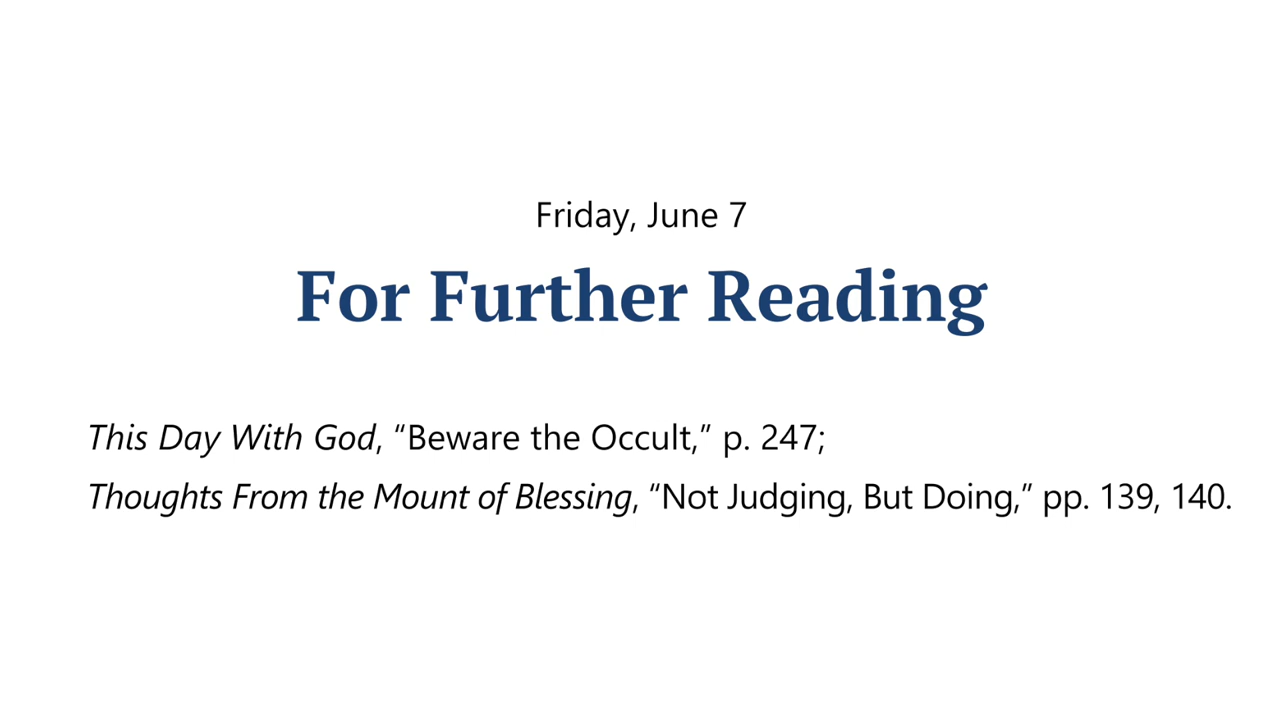 Friday, June 7
For Further Reading
This Day With God, “Beware the Occult,” p. 247;
Thoughts From the Mount of Blessing, “Not Judging, But Doing,” pp. 139, 140.